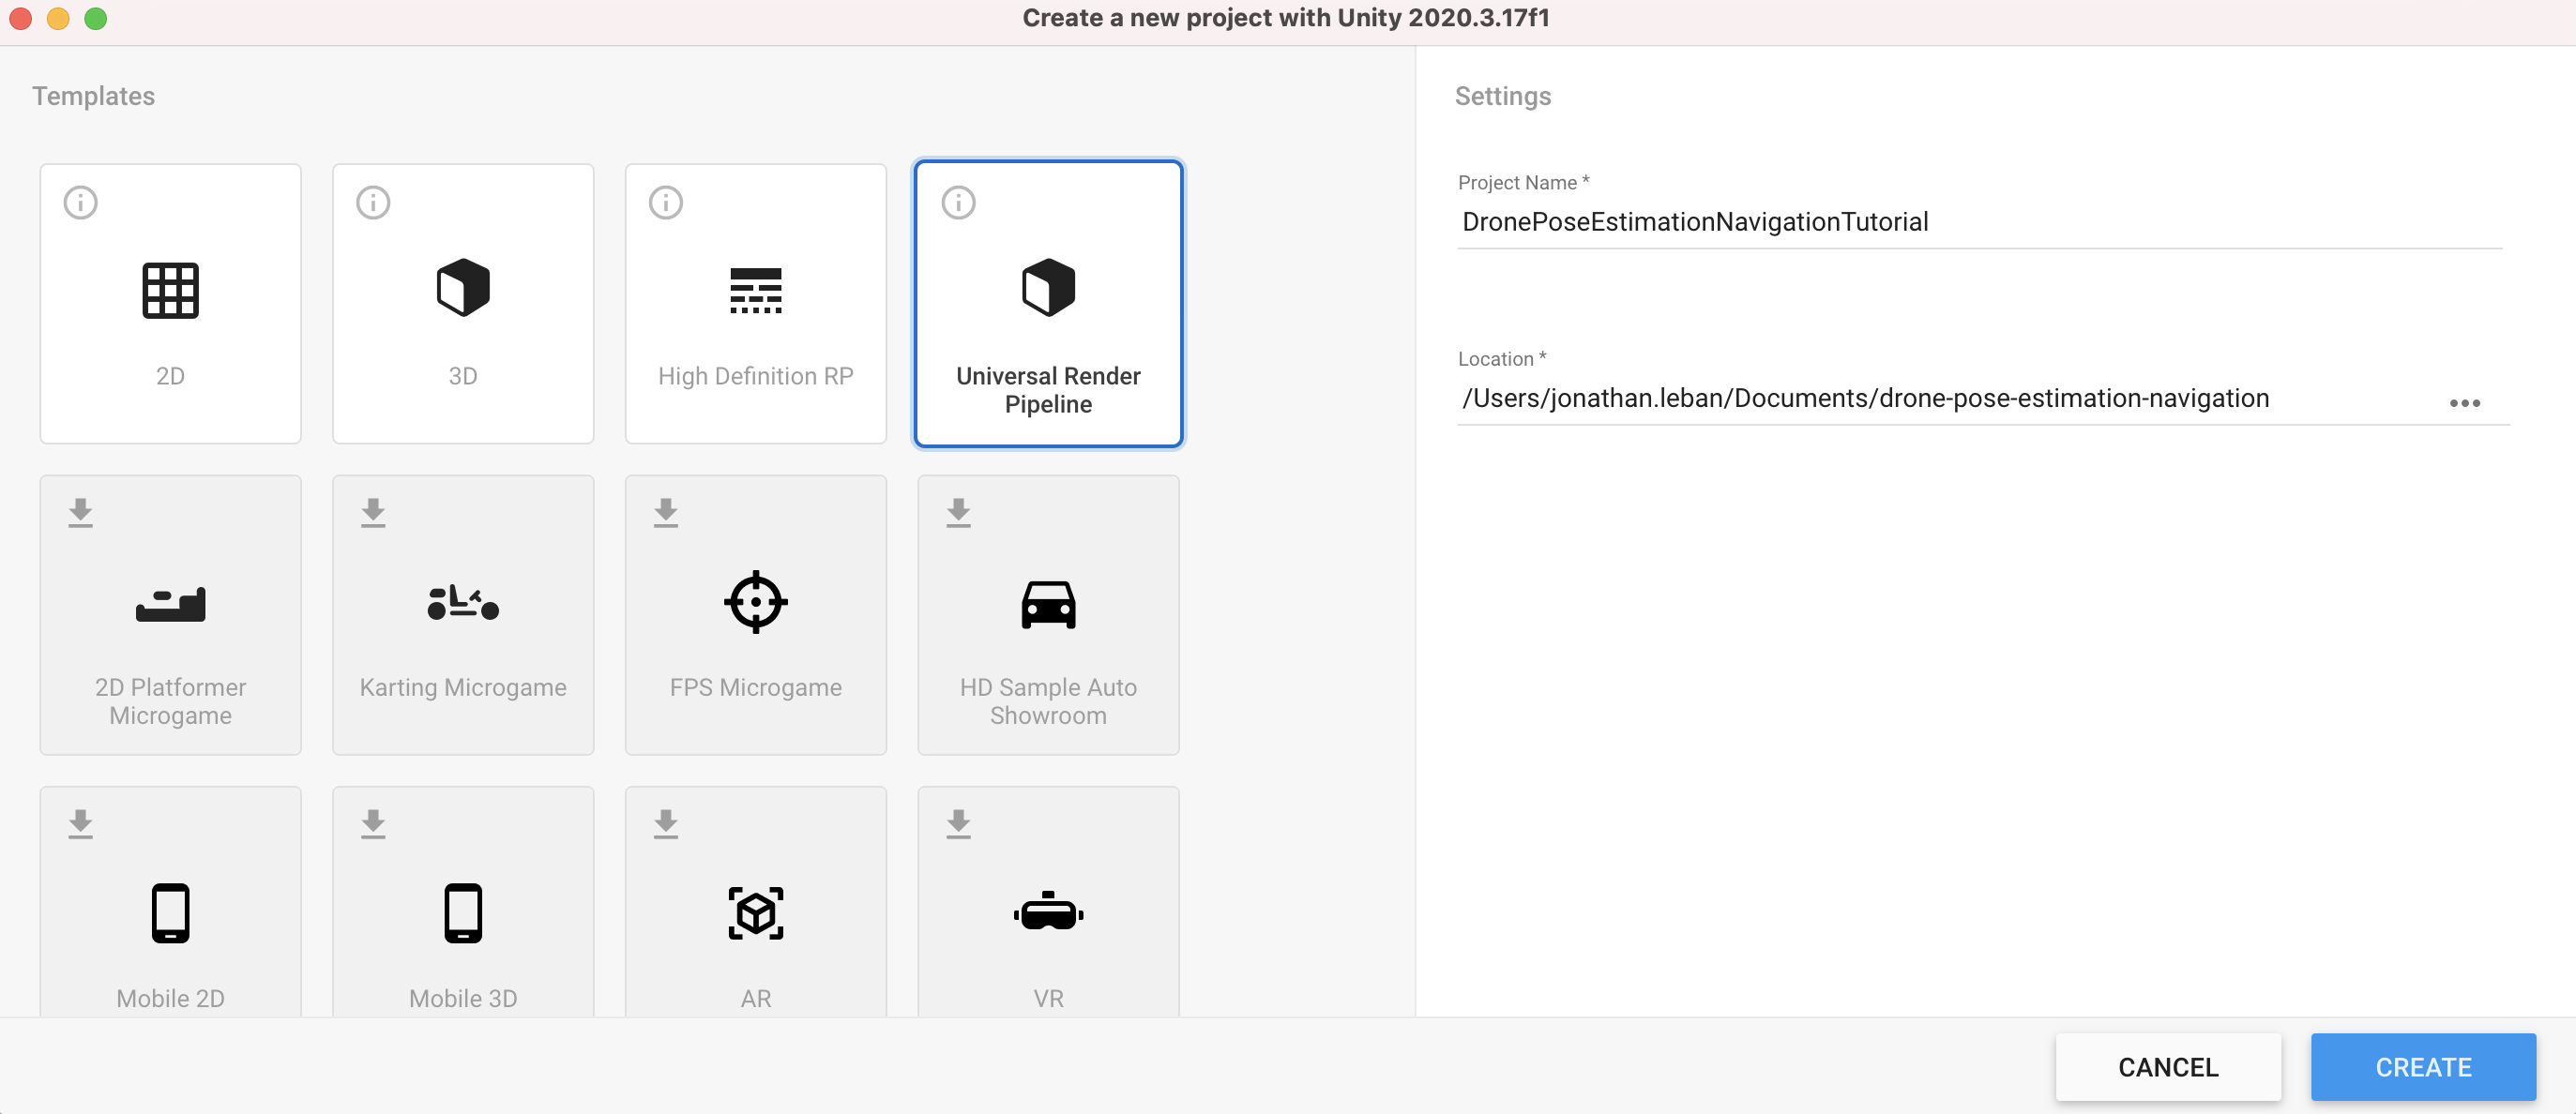 Create a new project with Unity 2020.3.17f1
Templates
2D
3D
High Definition RP
Universal Render
Pipeline
2D Platformer
Microgame
Karting Microgame
FPS Microgame
HD Sample Auto
Showroom
Mobile 2D
Mobile 3D
AR
VR
Settings
Project Name *
DronePoseEstimationNavigationTutorial
Location *
/Users/jonathan.leban/Documents/drone-pose-estimation-navigation
CANCEL
CREATE